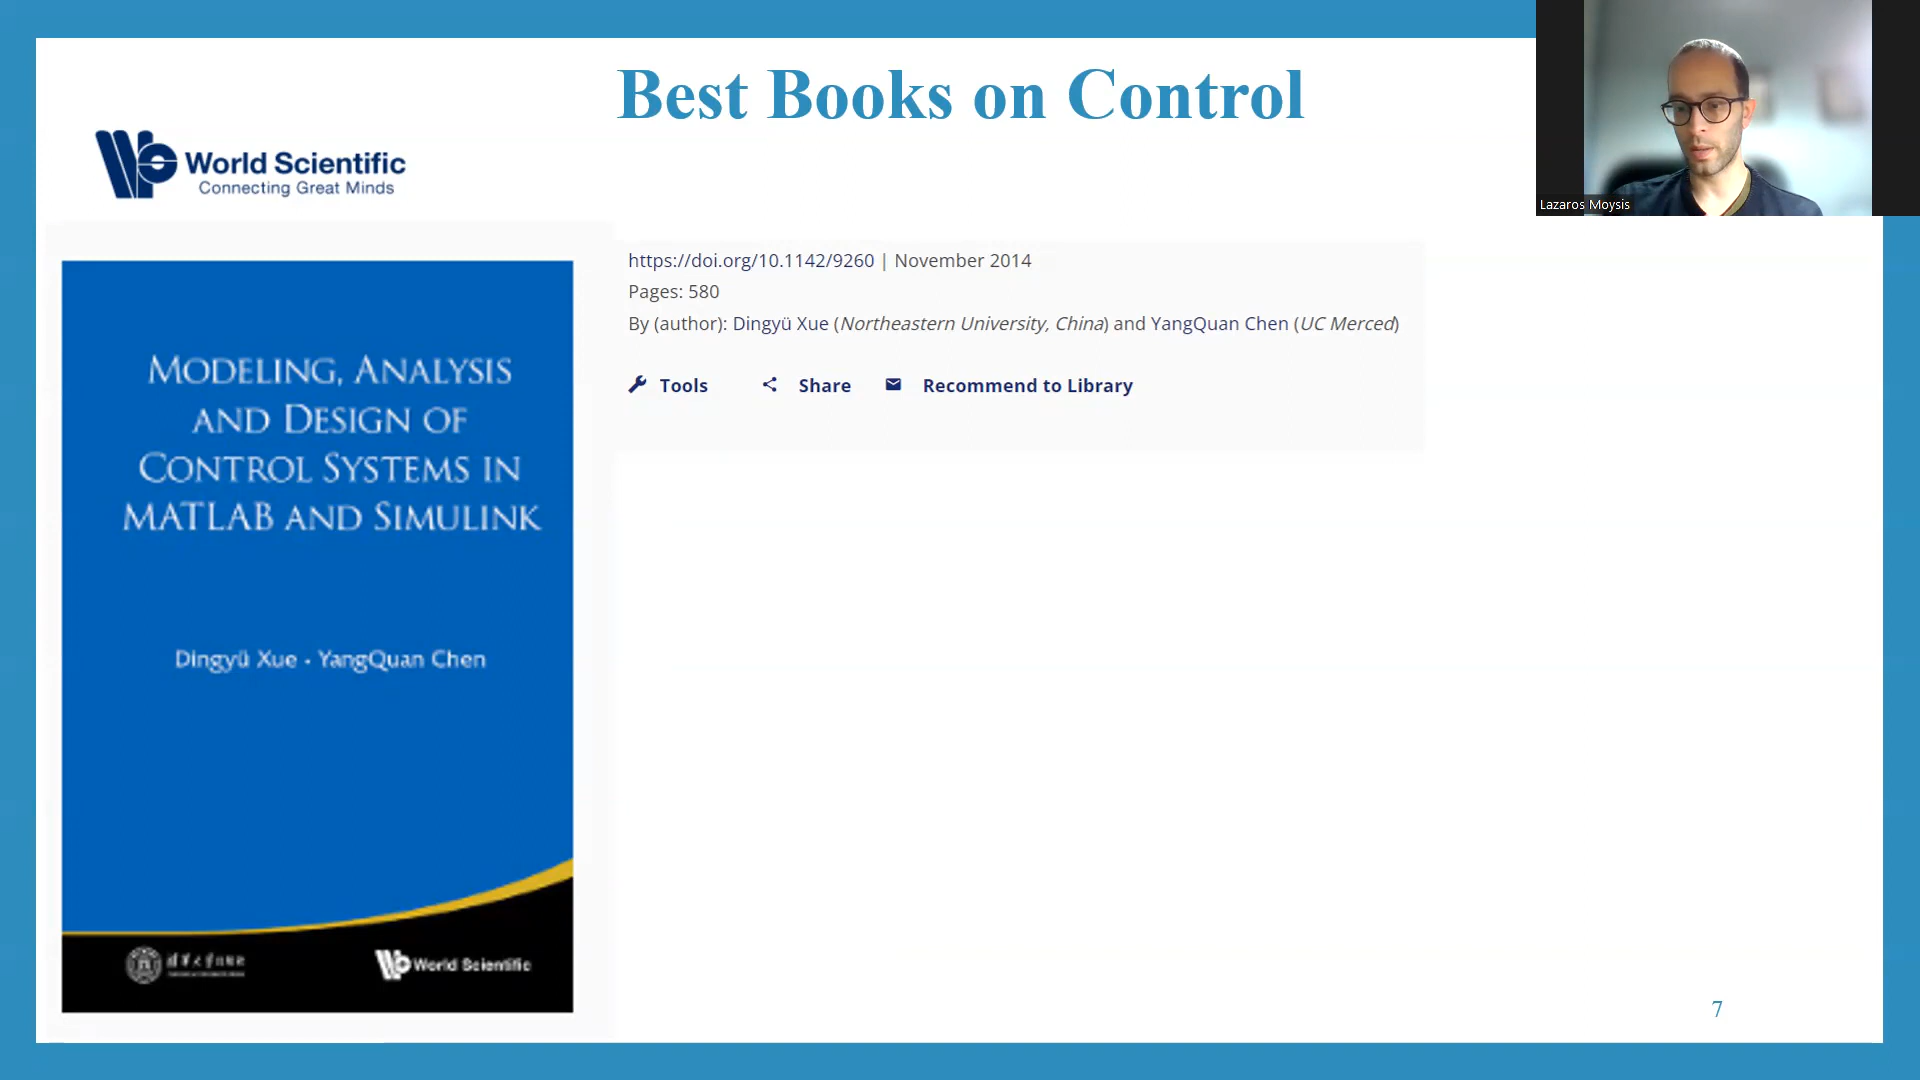 Best Books on Control
World Scientific
Connecting Great Minds
Lazaros Moysis
https://doi.org/10.1142/9260 | November 2014
Pages: 580
By (author): Dingyü Xue (Northeastern University, China) and YangQuan Chen (UC Merced)
Tools Share Recommend to Library
MODELING, ANALYSIS
AND DESIGN OF
CONTROL SYSTEMS IN
MATLAB AND SIMULINK
Dingyü Xue • YangQuan Chen
World Scientific
7